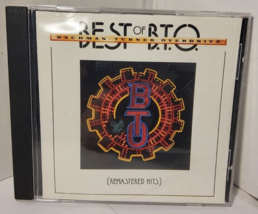 BEST OF B.T.O.
BACHMAN-TURNER OVERDRIVE
BTO
(REMASTERED HITS)